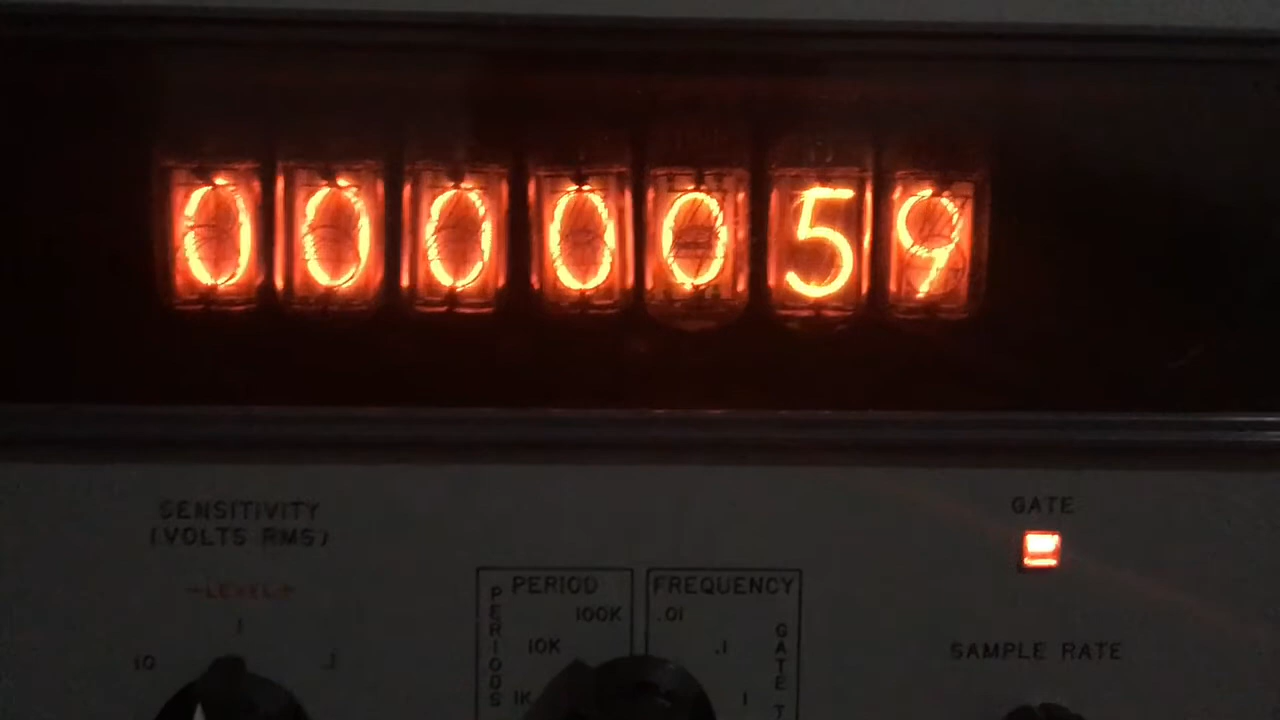 0000059
SENSITIVITY
(VOLTS RMS)
LEVEL
1
10
.1
GATE
PERIOD
PERIODS
100K
10K
1K
FREQUENCY
.01
.1
1
GATE
SAMPLE RATE